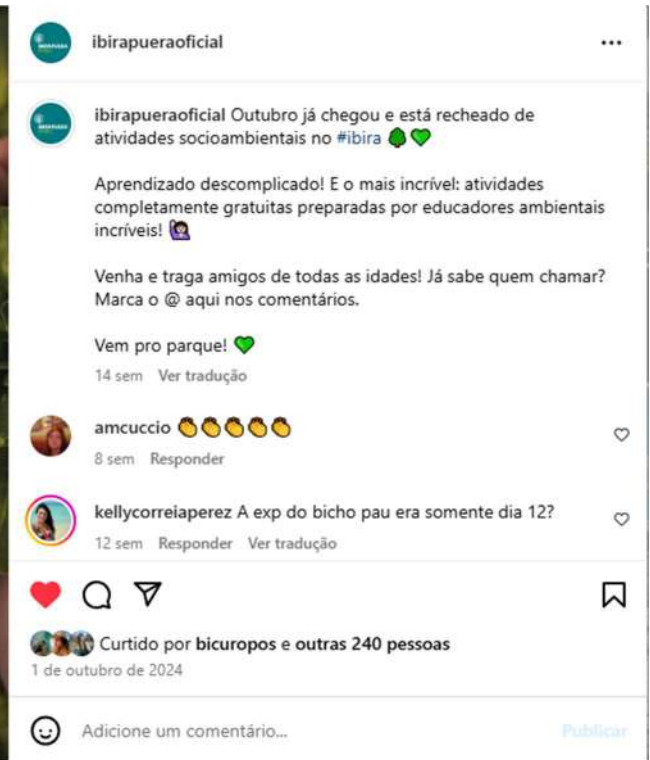 ibirapueraoficial
ibirapueraoficial Outubro já chegou e está recheado de
atividades socioambientais no #ibira 🌳💚
Aprendizado descomplicado! E o mais incrível: atividades
completamente gratuitas preparadas por educadores ambientais
incríveis! 🙋🏻‍♀️
Venha e traga amigos de todas as idades! Já sabe quem chamar?
Marca o @ aqui nos comentários.
Vem pro parque! 💚
14 sem Ver tradução
amcuccio 👏👏👏👏👏
8 sem Responder
kellycorreiaperez A exp do bicho pau era somente dia 12?
12 sem Responder Ver tradução
Curtido por bicuropos e outras 240 pessoas
1 de outubro de 2024
Adicione um comentário...
Publicar